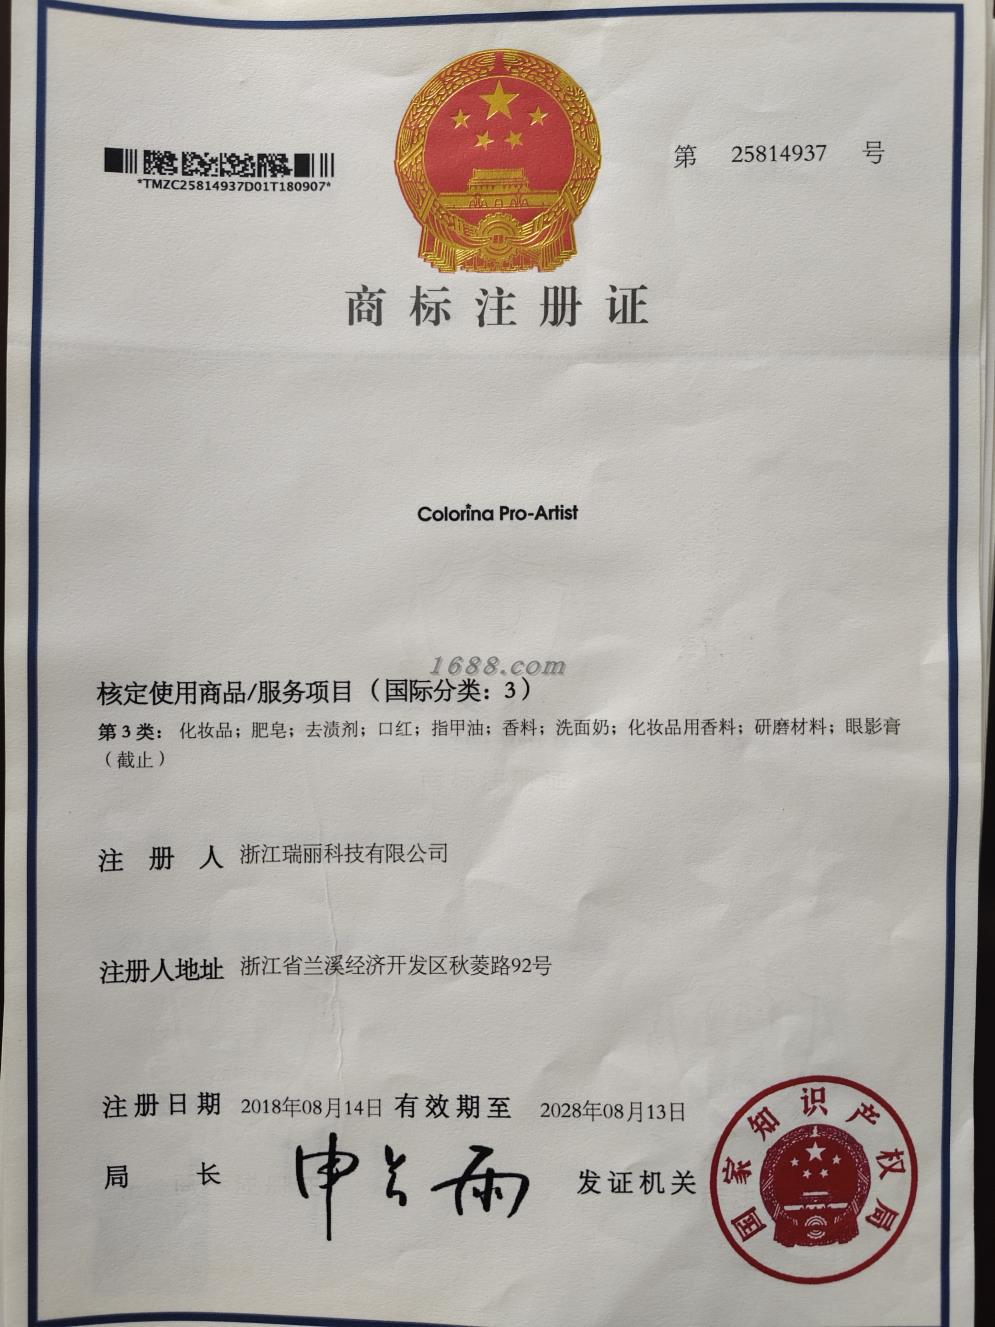 第 25814937 号
*TMZC25814937D01T180907*
商标注册证
Colorina Pro-Artist
1688.com
核定使用商品/服务项目（国际分类：3）
第3类：化妆品；肥皂；去渍剂；口红；指甲油；香料；洗面奶；化妆品用香料；研磨材料；眼影膏
（截止）
注册人 浙江瑞丽科技有限公司
注册人地址 浙江省兰溪经济开发区秋菱路92号
注册日期 2018年08月14日 有效期至 2028年08月13日
局长 申长雨 发证机关
国家知识产权局